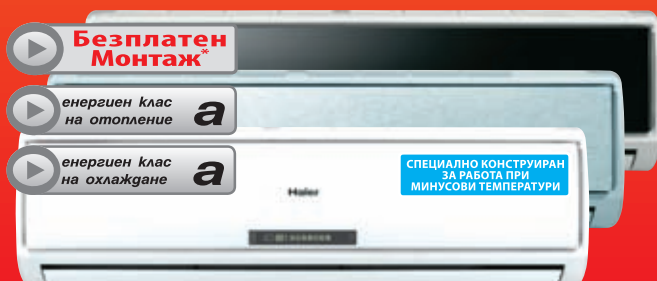 Безплатен
Монтаж*
енергиен клас
на отопление
a
енергиен клас
на охлаждане
a
СПЕЦИАЛНО КОНСТРУИРАН
ЗА РАБОТА ПРИ
МИНУСОВИ ТЕМПЕРАТУРИ
Haier